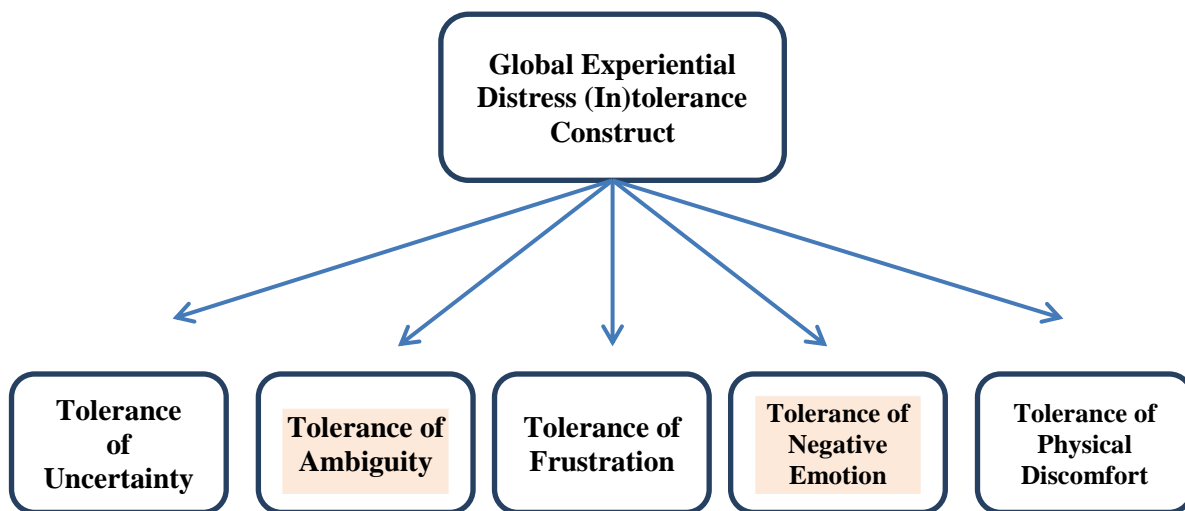 Global Experiential
Distress (In)tolerance
Construct
Tolerance
of
Uncertainty
Tolerance of
Ambiguity
Tolerance of
Frustration
Tolerance of
Negative
Emotion
Tolerance of
Physical
Discomfort